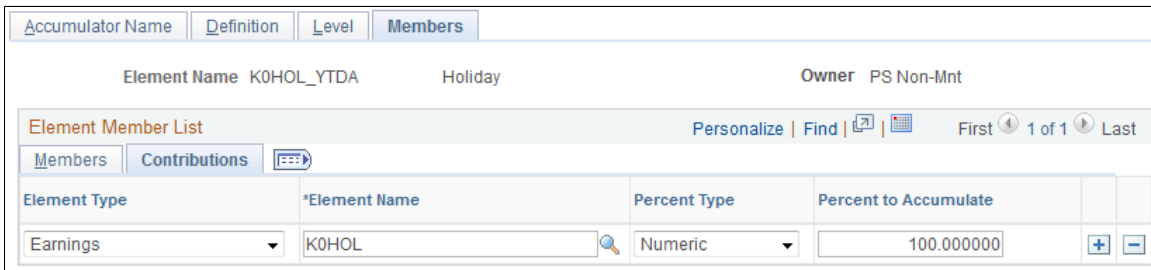 Accumulator Name Definition Level Members
Element Name K0HOL_YTDA Holiday Owner PS Non-Mnt
Element Member List Personalize | Find | | First 1 of 1 Last
Members Contributions
Element Type *Element Name Percent Type Percent to Accumulate
Earnings K0HOL Numeric 100.000000